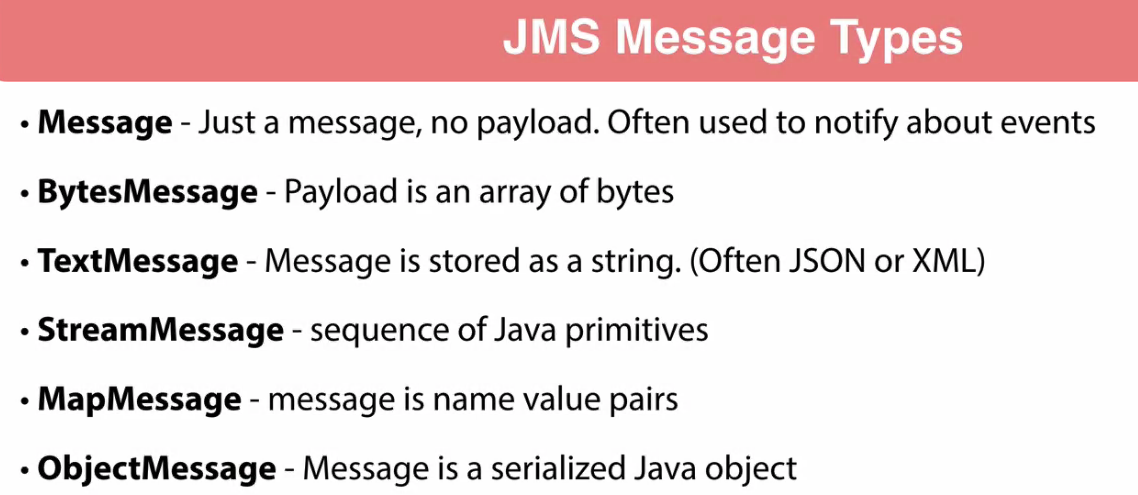 JMS Message Types
• Message - Just a message, no payload. Often used to notify about events
• BytesMessage - Payload is an array of bytes
• TextMessage - Message is stored as a string. (Often JSON or XML)
• StreamMessage - sequence of Java primitives
• MapMessage - message is name value pairs
• ObjectMessage - Message is a serialized Java object